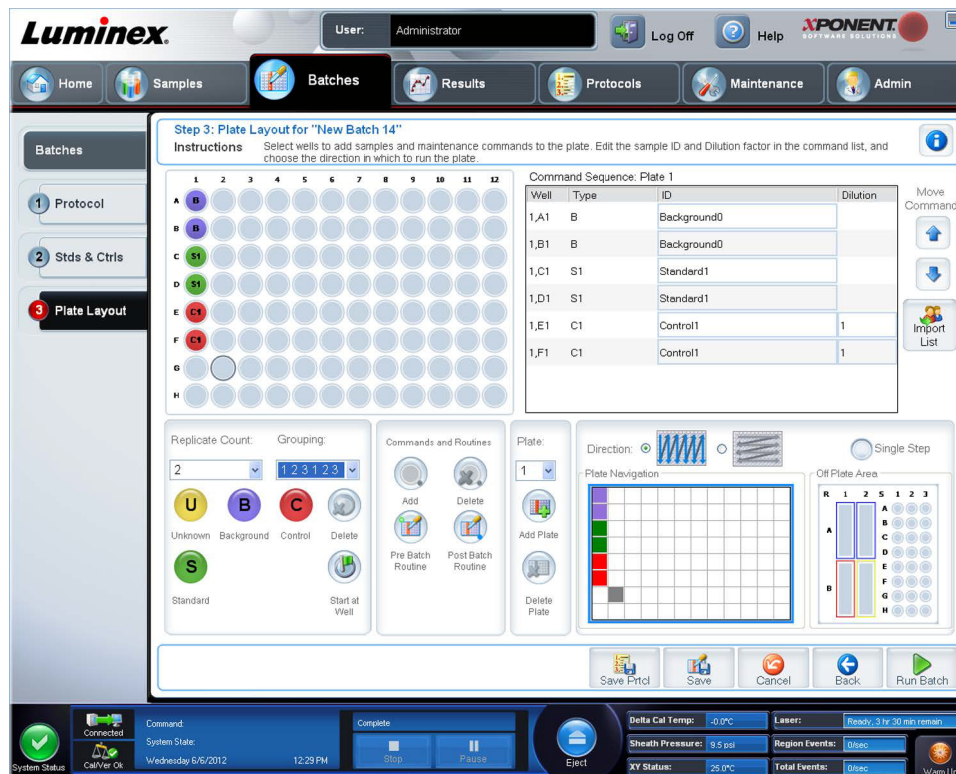 Luminex®
User: Administrator
Log Off
Help
XPONENT
SOFTWARE SOLUTIONS
Home
Samples
Batches
Results
Protocols
Maintenance
Admin
Batches
1 Protocol
2 Stds & Ctrls
3 Plate Layout
Step 3: Plate Layout for "New Batch 14"
Instructions Select wells to add samples and maintenance commands to the plate. Edit the sample ID and Dilution factor in the command list, and
choose the direction in which to run the plate.
1 2 3 4 5 6 7 8 9 10 11 12
A B
B B
C S1
D S1
E C1
F C1
G
H
Command Sequence: Plate 1
Well Type ID Dilution
1,A1 B Background0
1,B1 B Background0
1,C1 S1 Standard1
1,D1 S1 Standard1
1,E1 C1 Control1 1
1,F1 C1 Control1 1
Move
Command
Import
List
Replicate Count: Grouping:
2 1 2 3 1 2 3
U B C
Unknown Background Control Delete
S
Standard Start at
Well
Commands and Routines
Add Delete
Pre Batch
Routine
Post Batch
Routine
Plate:
1
Add Plate
Delete
Plate
Direction:
Single Step
Plate Navigation
Off Plate Area
R 1 2 S 1 2 3
A
B
A
B
C
D
E
F
G
H
Save Prtcl
Save
Cancel
Back
Run Batch
System Status
Connected
Cal/Ver Ok
Command:
System State:
Wednesday 6/6/2012 12:29 PM
Complete
Stop
Pause
Eject
Delta Cal Temp: -0.0°C
Sheath Pressure: 9.5 psi
XY Status: 25.0°C
Laser: Ready, 3 hr 30 min remain
Region Events: 0/sec
Total Events: 0/sec
Warm Up